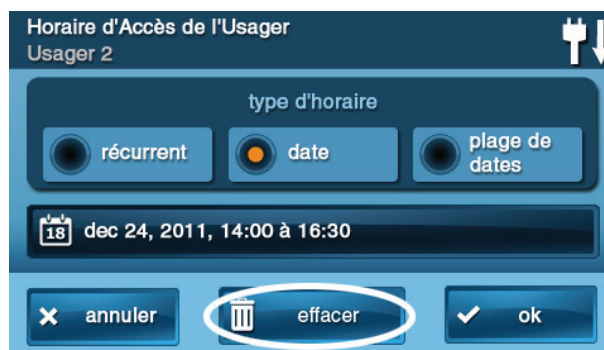 Horaire d'Accès de l'Usager
Usager 2
type d'horaire
récurrent
date
plage de
dates
18
dec 24, 2011, 14:00 à 16:30
annuler
effacer
ok